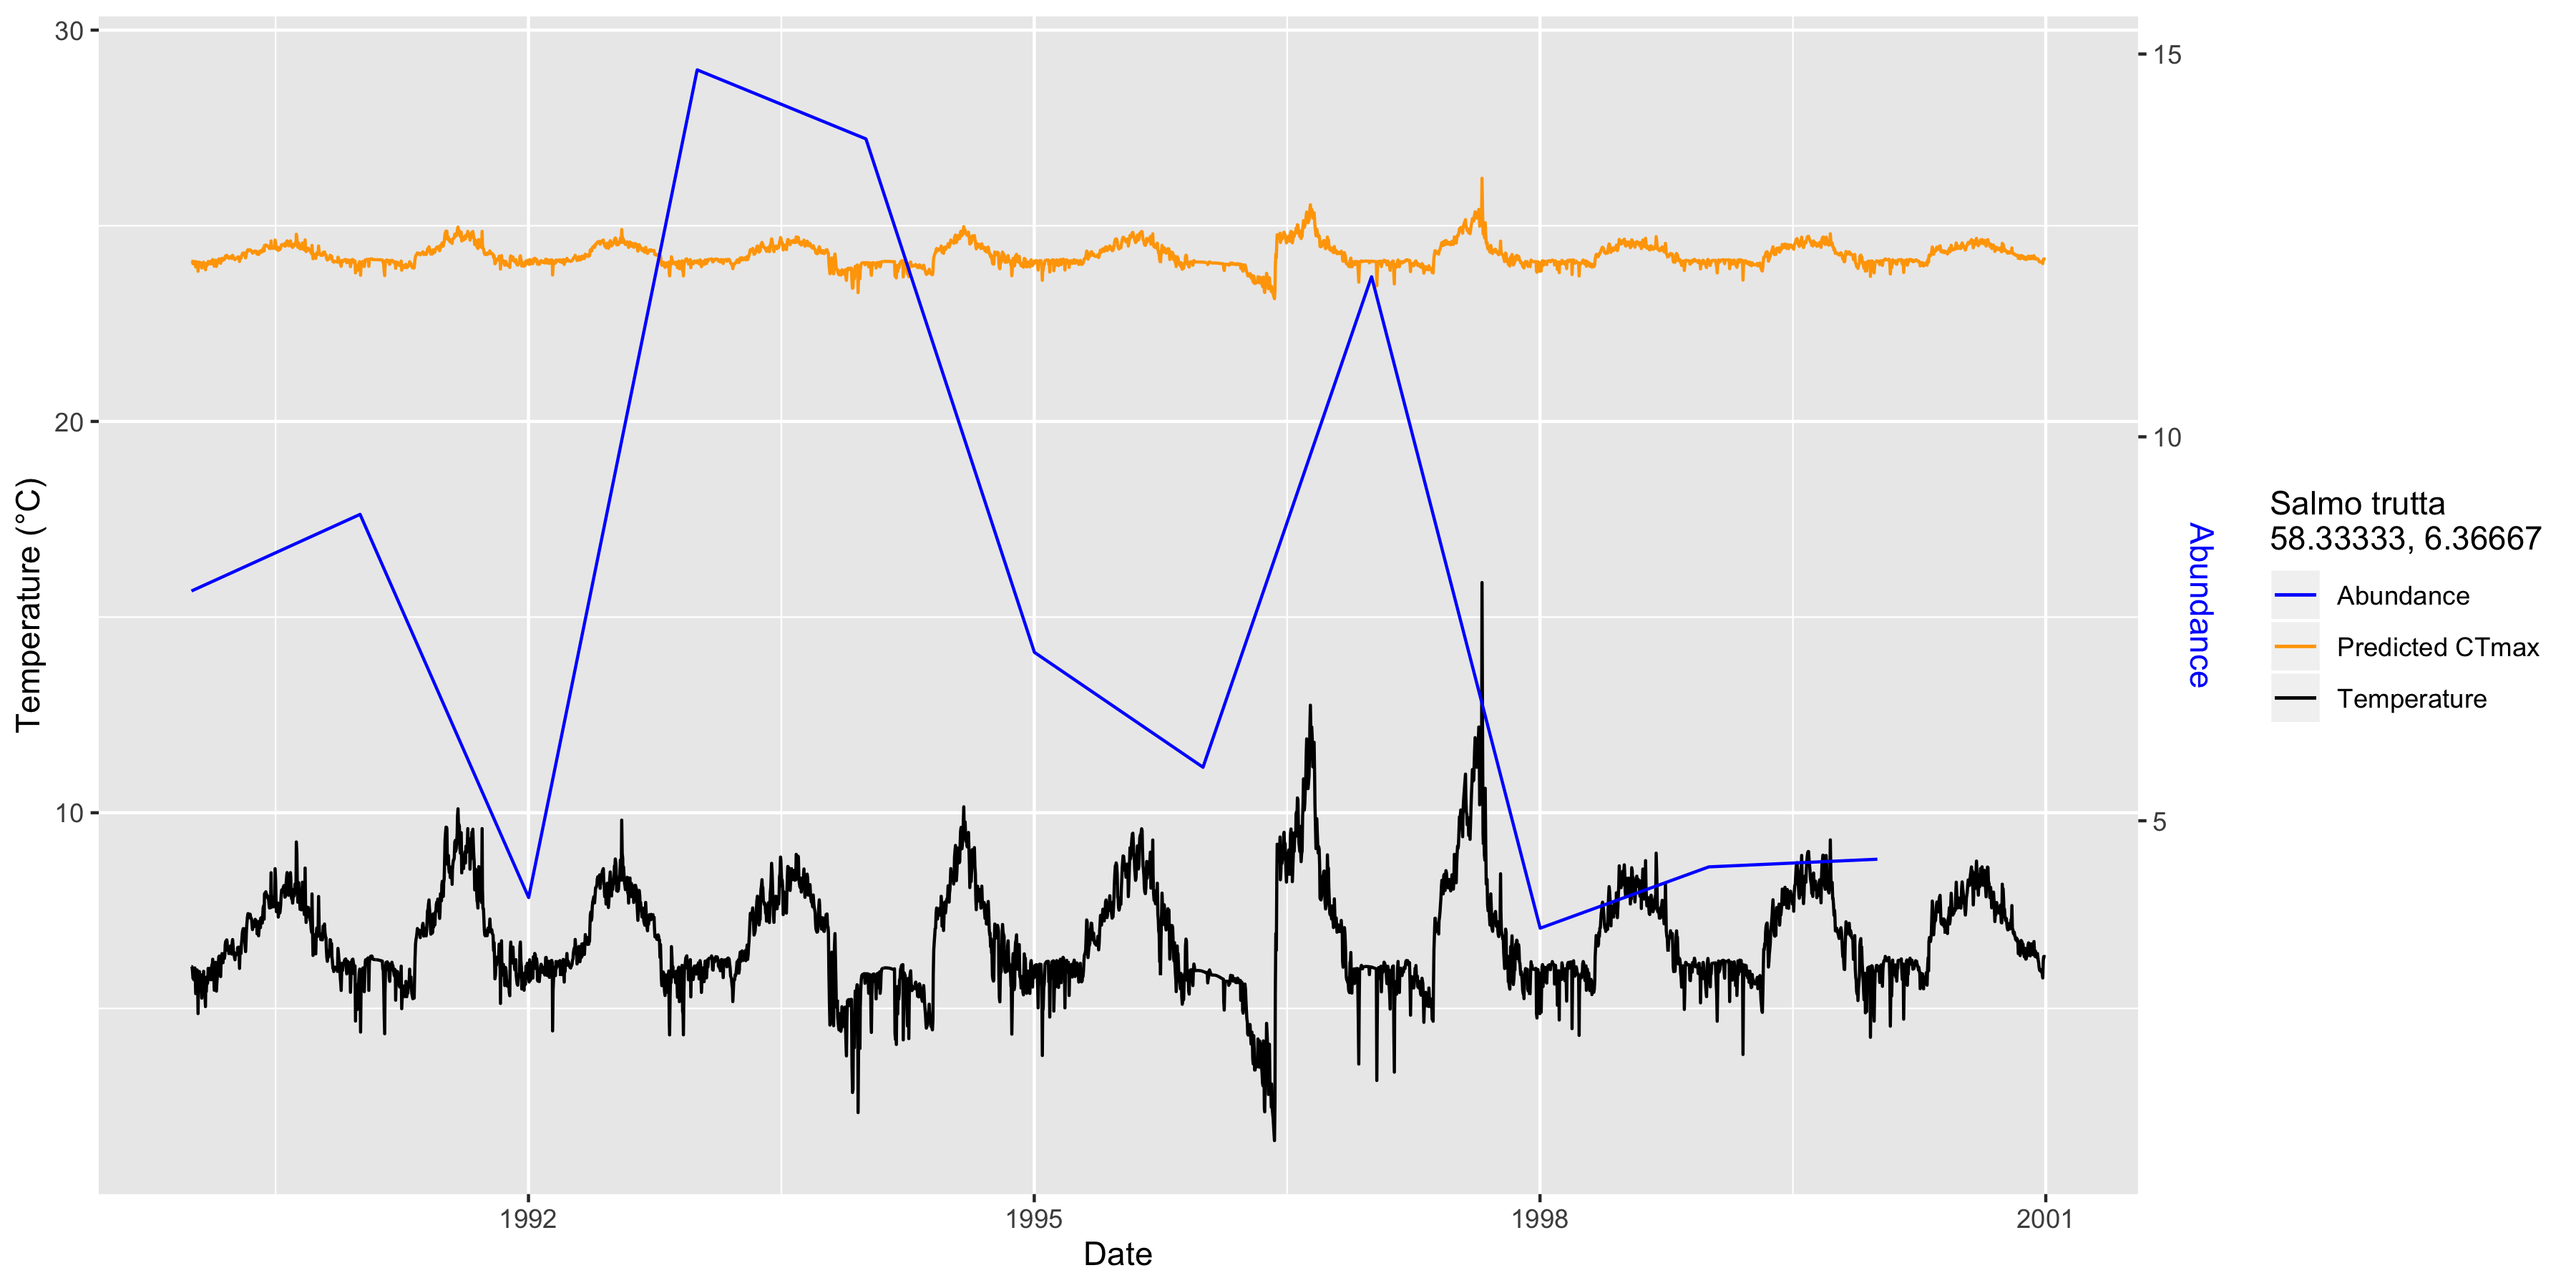 30
20
10
Temperature (°C)
1992
1995
1998
2001
Date
15
10
5
Abundance
Salmo trutta
58.33333, 6.36667
Abundance
Predicted CTmax
Temperature